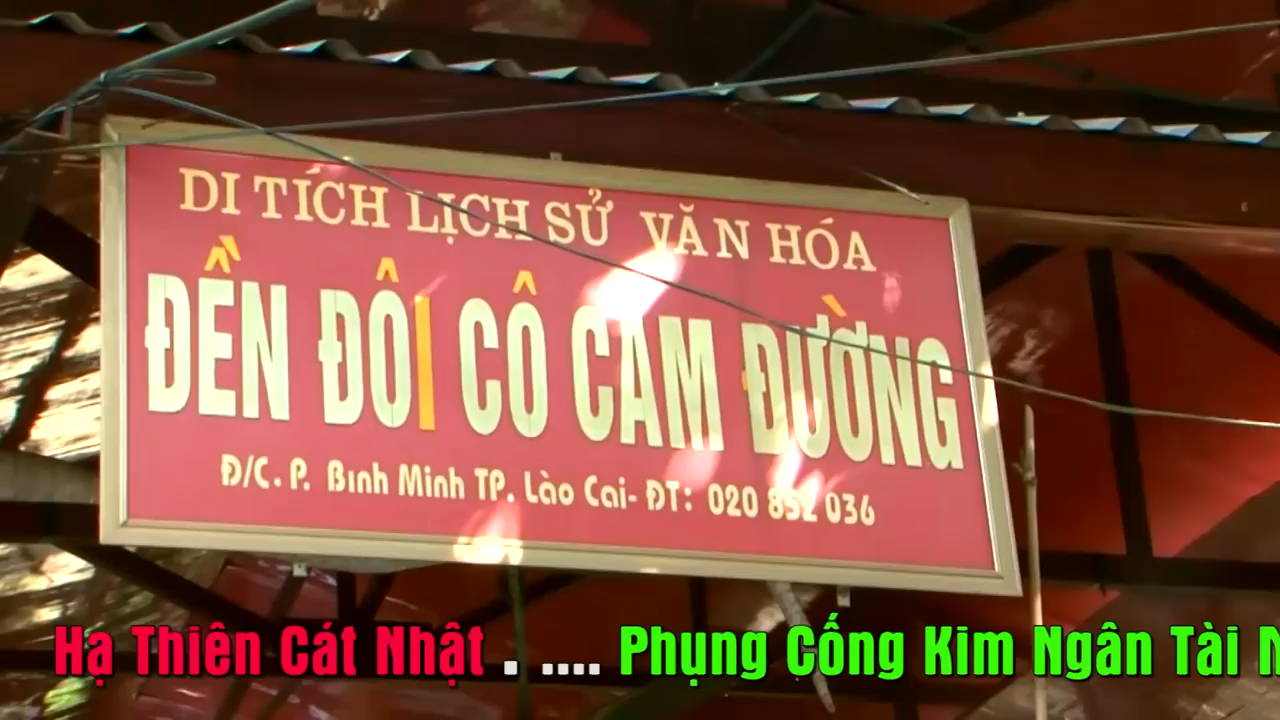 DI TÍCH LỊCH SỬ VĂN HÓA
ĐỀN ĐÔI CÔ CAM ĐƯỜNG
Đ/C. P. Bình Minh TP. Lào Cai- ĐT: 020 852 036
Hạ Thiên Cát Nhật . .... Phụng Cống Kim Ngân Tài N